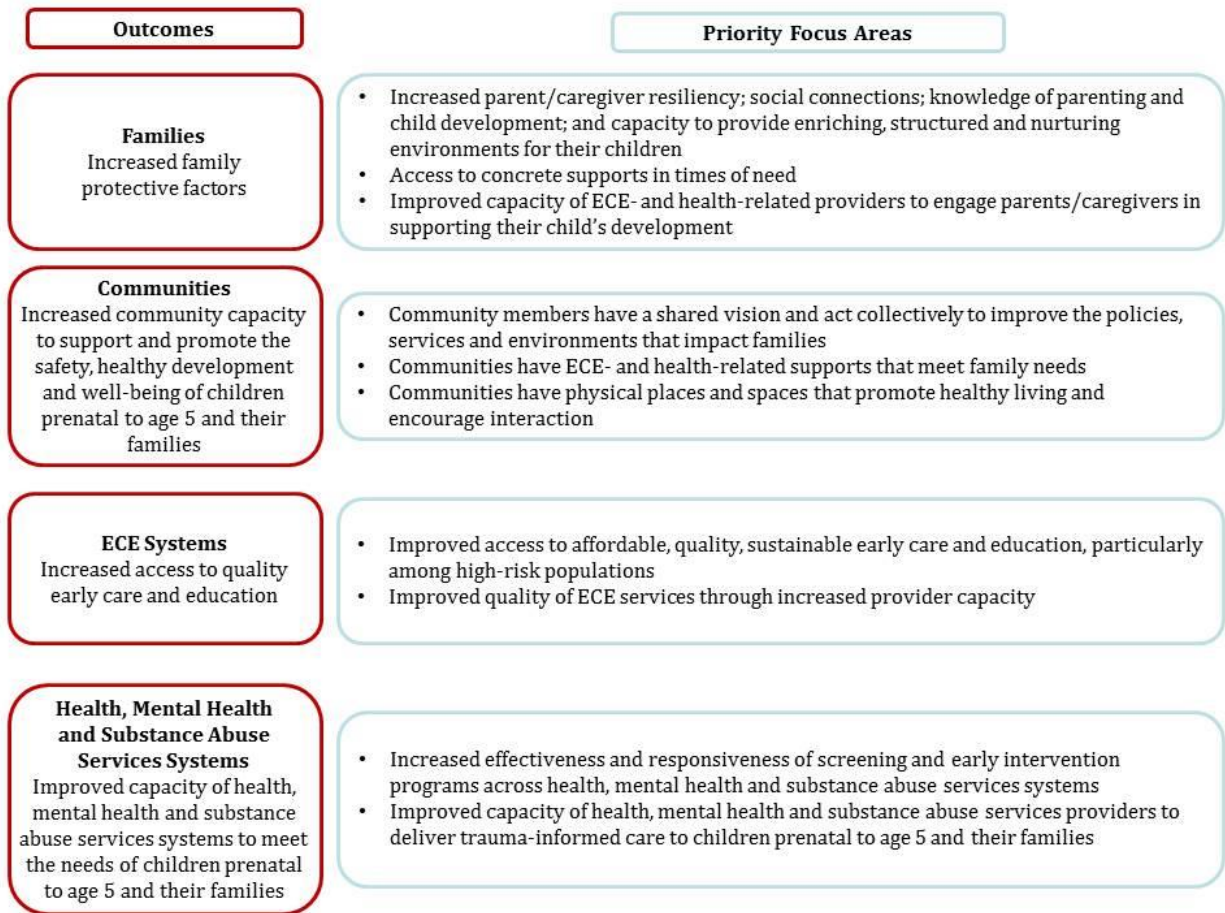 Outcomes
Priority Focus Areas
Families
Increased family
protective factors
• Increased parent/caregiver resiliency; social connections; knowledge of parenting and
child development; and capacity to provide enriching, structured and nurturing
environments for their children
• Access to concrete supports in times of need
• Improved capacity of ECE- and health-related providers to engage parents/caregivers in
supporting their child's development
Communities
Increased community capacity
to support and promote the
safety, healthy development
and well-being of children
prenatal to age 5 and their
families
• Community members have a shared vision and act collectively to improve the policies,
services and environments that impact families
• Communities have ECE- and health-related supports that meet family needs
• Communities have physical places and spaces that promote healthy living and
encourage interaction
ECE Systems
Increased access to quality
early care and education
• Improved access to affordable, quality, sustainable early care and education, particularly
among high-risk populations
• Improved quality of ECE services through increased provider capacity
Health, Mental Health
and Substance Abuse
Services Systems
Improved capacity of health,
mental health and substance
abuse services systems to meet
the needs of children prenatal
to age 5 and their families
• Increased effectiveness and responsiveness of screening and early intervention
programs across health, mental health and substance abuse services systems
• Improved capacity of health, mental health and substance abuse services providers to
deliver trauma-informed care to children prenatal to age 5 and their families